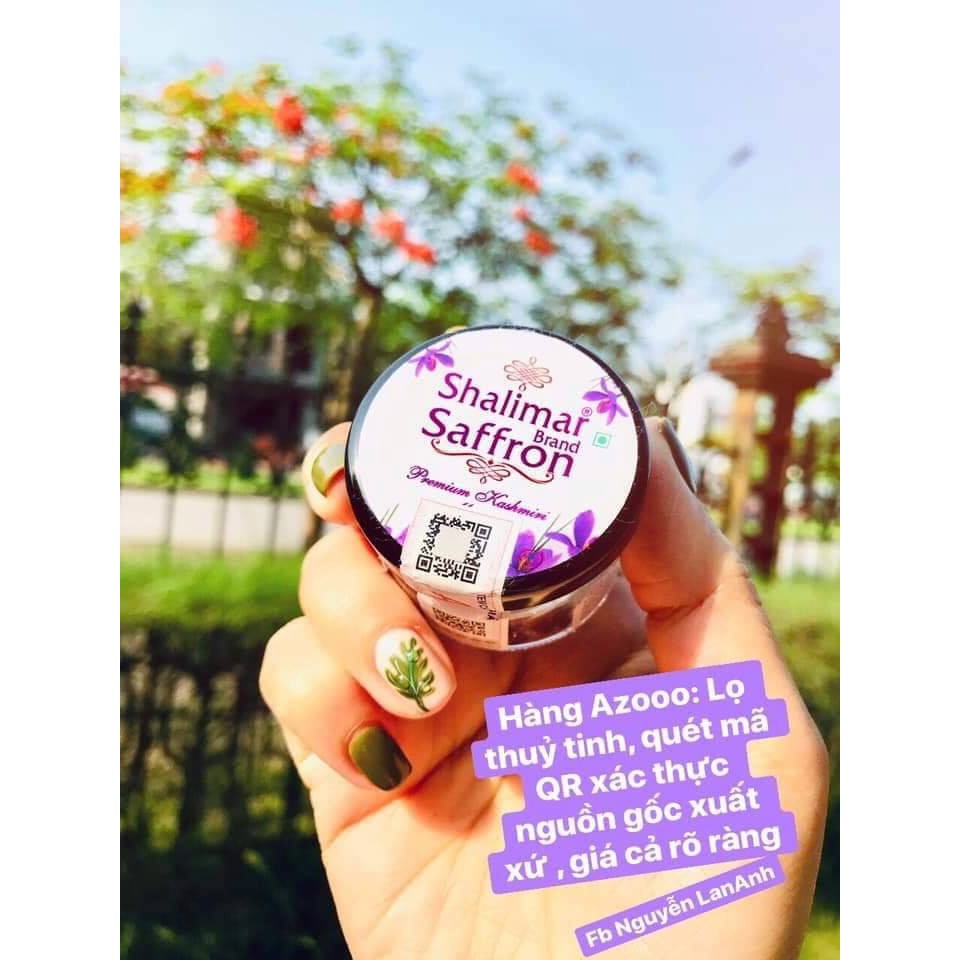 Shalimar®
Brand
Saffron
Premium Kashmiri
Hàng Azooo: Lọ
thuỷ tinh, quét mã
QR xác thực
nguồn gốc xuất
xứ , giá cả rõ ràng
Fb Nguyễn LanAnh